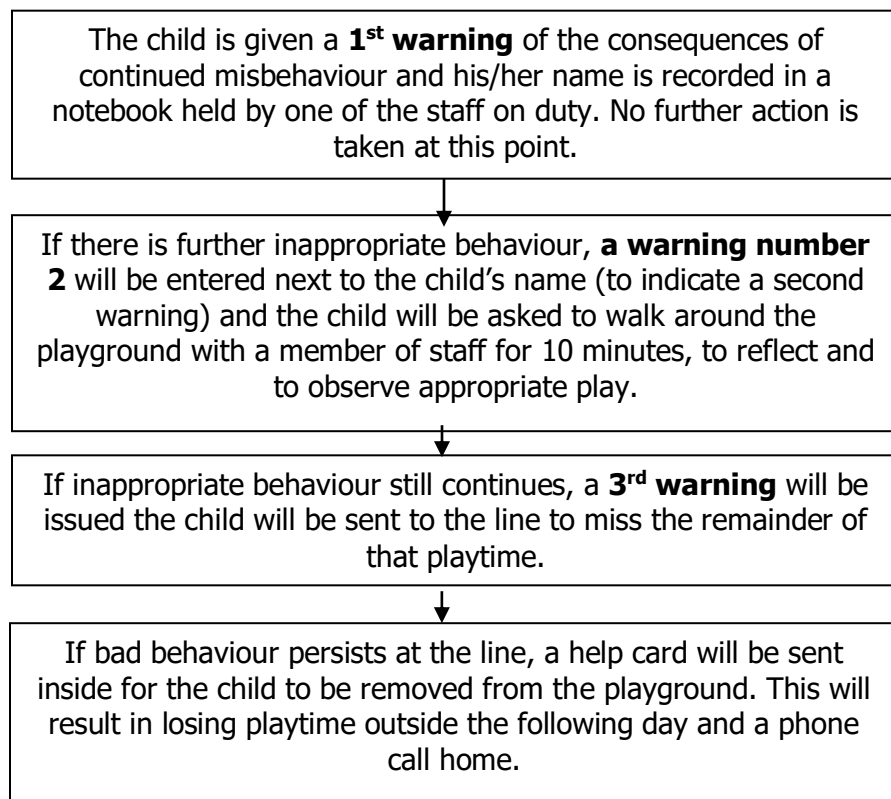 The child is given a 1st warning of the consequences of
continued misbehaviour and his/her name is recorded in a
notebook held by one of the staff on duty. No further action is
taken at this point.
If there is further inappropriate behaviour, a warning number
2 will be entered next to the child’s name (to indicate a second
warning) and the child will be asked to walk around the
playground with a member of staff for 10 minutes, to reflect and
to observe appropriate play.
If inappropriate behaviour still continues, a 3rd warning will be
issued the child will be sent to the line to miss the remainder of
that playtime.
If bad behaviour persists at the line, a help card will be sent
inside for the child to be removed from the playground. This will
result in losing playtime outside the following day and a phone
call home.